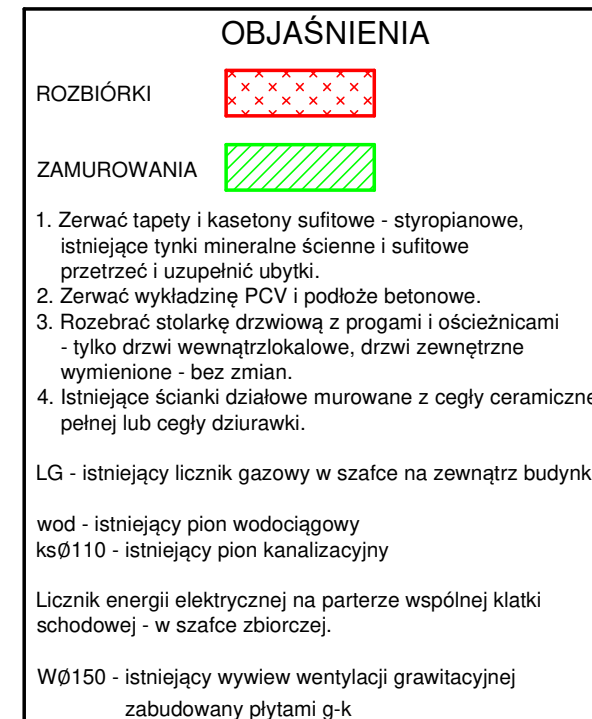 OBJAŚNIENIA
ROZBIÓRKI
ZAMUROWANIA
1. Zerwać tapety i kasetony sufitowe - styropianowe,
istniejące tynki mineralne ścienne i sufitowe
przetrzeć i uzupełnić ubytki.
2. Zerwać wykładzinę PCV i podłoże betonowe.
3. Rozebrać stolarkę drzwiową z progami i ościeżnicami
- tylko drzwi wewnątrzlokalowe, drzwi zewnętrzne
wymienione - bez zmian.
4. Istniejące ścianki działowe murowane z cegły ceramiczne
pełnej lub cegły dziurawki.
LG - istniejący licznik gazowy w szafce na zewnątrz budynk
wod - istniejący pion wodociągowy
ksØ110 - istniejący pion kanalizacyjny
Licznik energii elektrycznej na parterze wspólnej klatki
schodowej - w szafce zbiorczej.
WØ150 - istniejący wywiew wentylacji grawitacyjnej
zabudowany płytami g-k